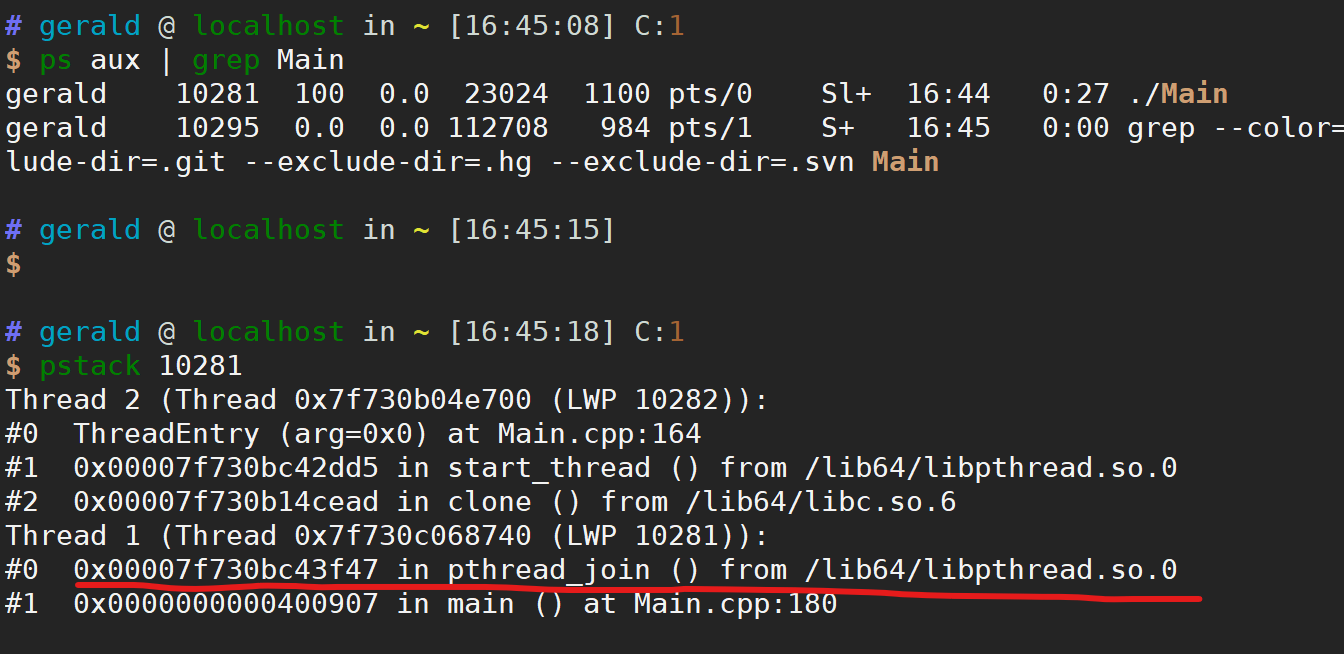 # gerald @ localhost in ~ [16:45:08] C:1
$ ps aux | grep Main
gerald    10281  100  0.0  23024  1100 pts/0    Sl+  16:44   0:27 ./Main
gerald    10295  0.0  0.0 112708   984 pts/1    S+   16:45   0:00 grep --color=
lude-dir=.git --exclude-dir=.hg --exclude-dir=.svn Main
# gerald @ localhost in ~ [16:45:15]
$
# gerald @ localhost in ~ [16:45:18] C:1
$ pstack 10281
Thread 2 (Thread 0x7f730b04e700 (LWP 10282)):
#0  ThreadEntry (arg=0x0) at Main.cpp:164
#1  0x00007f730bc42dd5 in start_thread () from /lib64/libpthread.so.0
#2  0x00007f730b14cead in clone () from /lib64/libc.so.6
Thread 1 (Thread 0x7f730c068740 (LWP 10281)):
#0  0x00007f730bc43f47 in pthread_join () from /lib64/libpthread.so.0
#1  0x0000000000400907 in main () at Main.cpp:180